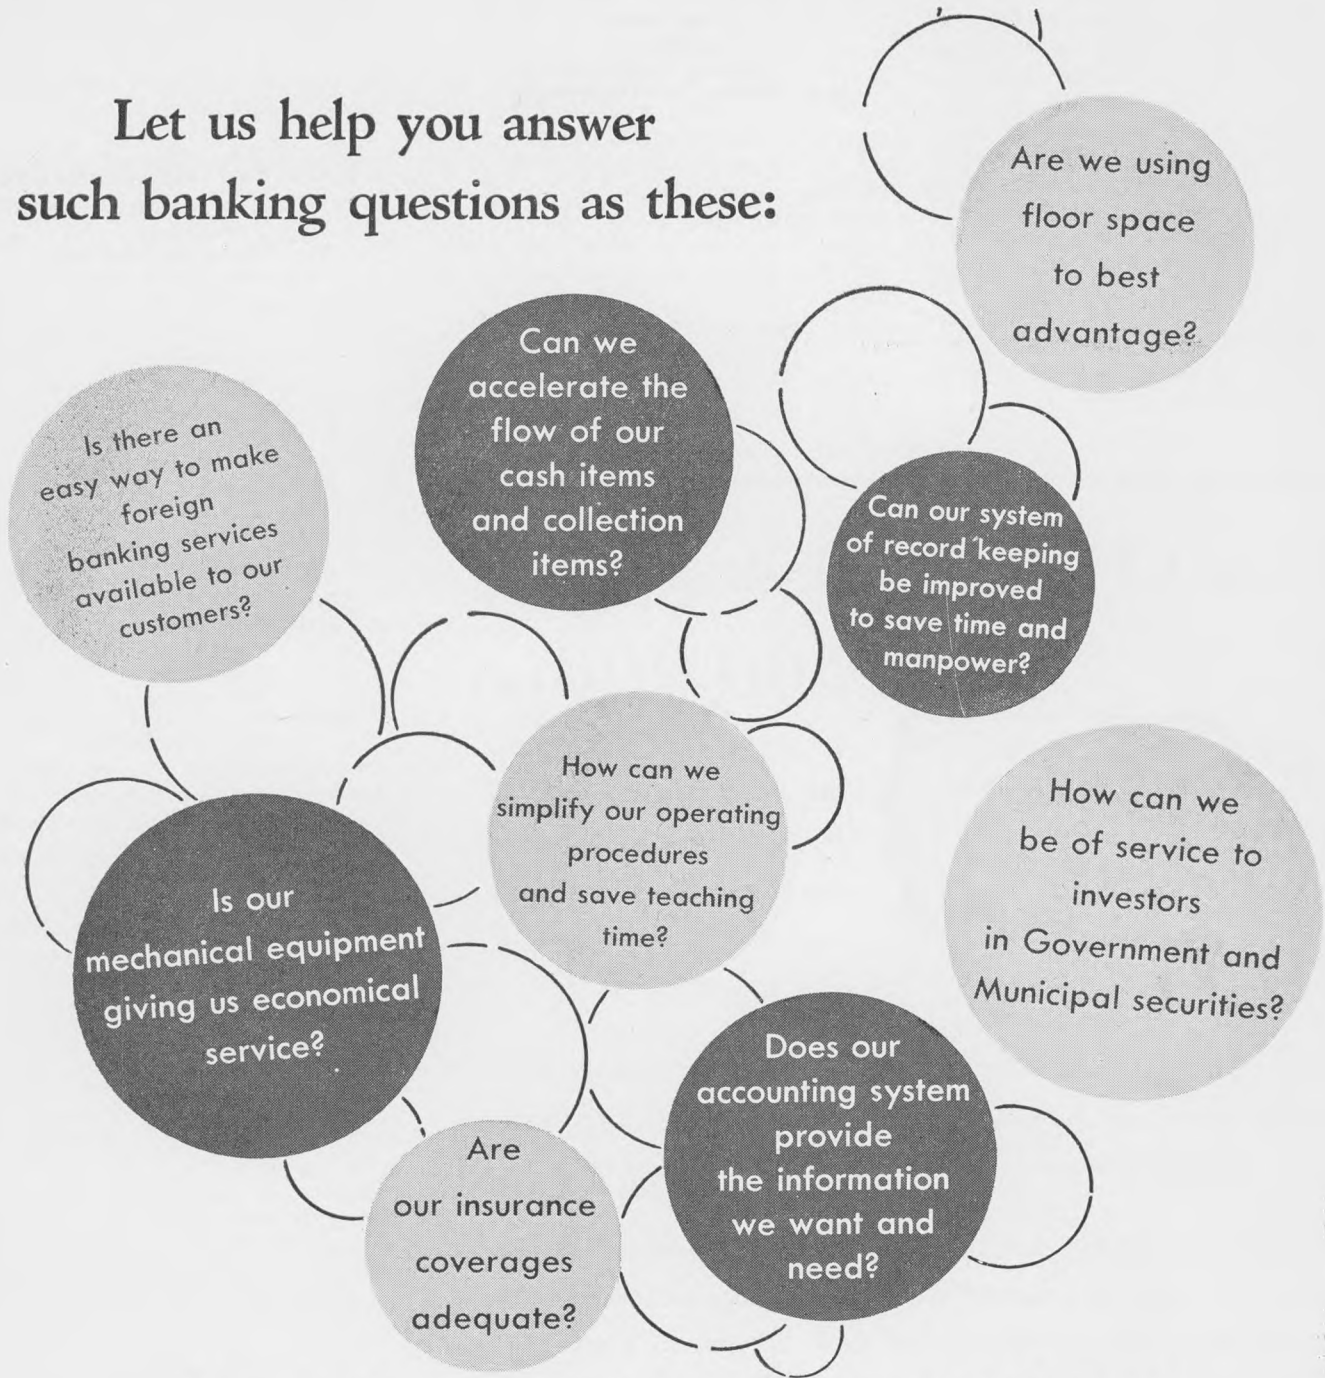 Let us help you answer
such banking questions as these:
Are we using
floor space
to best
advantage?
Can we
accelerate the
flow of our
cash items
and collection
items?
Is there an
easy way to make
foreign
banking services
available to our
customers?
Can our system
of record keeping
be improved
to save time and
manpower?
How can we
simplify our operating
procedures
and save teaching
time?
How can we
be of service to
investors
in Government and
Municipal securities?
Is our
mechanical equipment
giving us economical
service?
Does our
accounting system
provide
the information
we want and
need?
Are
our insurance
coverages
adequate?